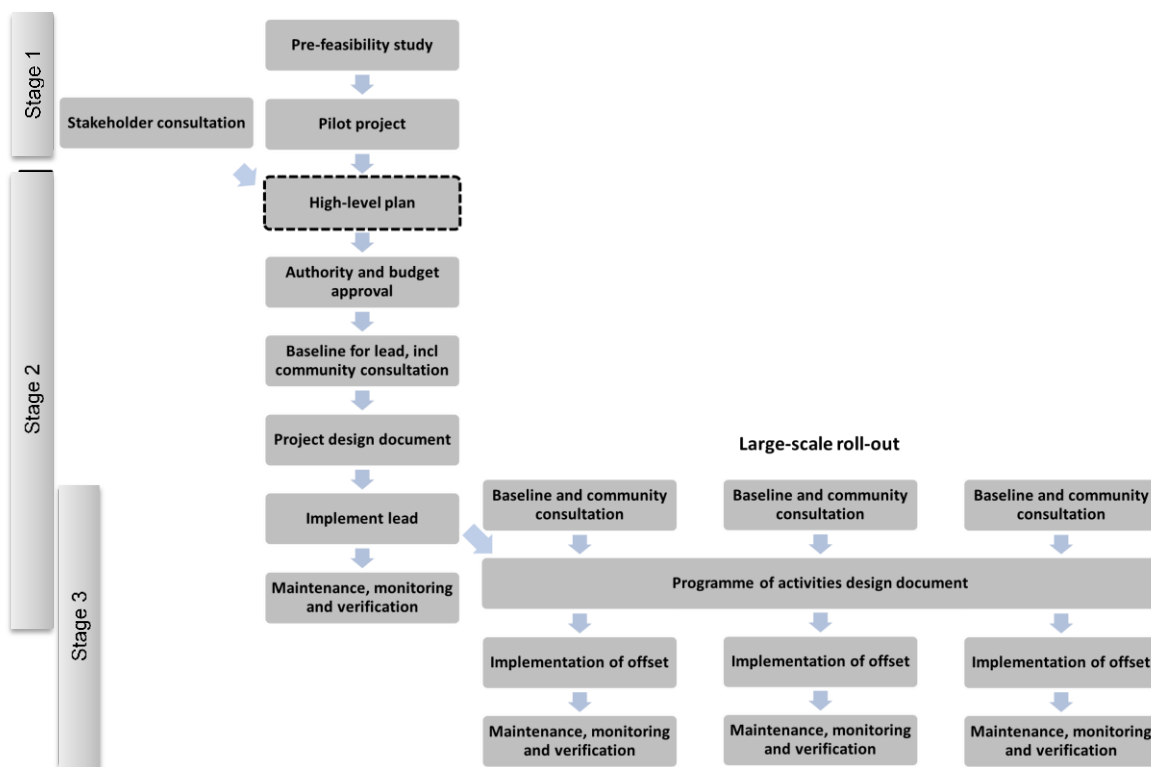 Stage 1
Pre-feasibility study
Stakeholder consultation
Pilot project
Stage 2
High-level plan
Authority and budget
approval
Baseline for lead, incl
community consultation
Project design document
Implement lead
Maintenance, monitoring
and verification
Stage 3
Large-scale roll-out
Baseline and community
consultation
Baseline and community
consultation
Baseline and community
consultation
Programme of activities design document
Implementation of offset
Implementation of offset
Implementation of offset
Maintenance, monitoring
and verification
Maintenance, monitoring
and verification
Maintenance, monitoring
and verification